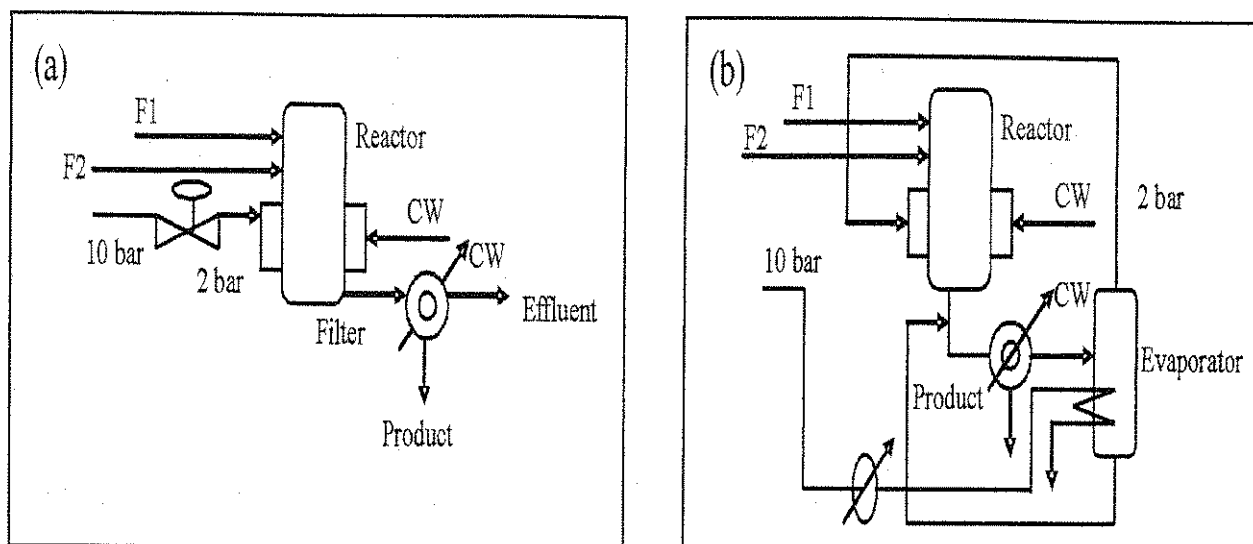 (a)
F1
Reactor
F2
CW
10 bar
2 bar
CW
Effluent
Filter
Product
(b)
F1
Reactor
F2
CW
2 bar
10 bar
CW
Evaporator
Product